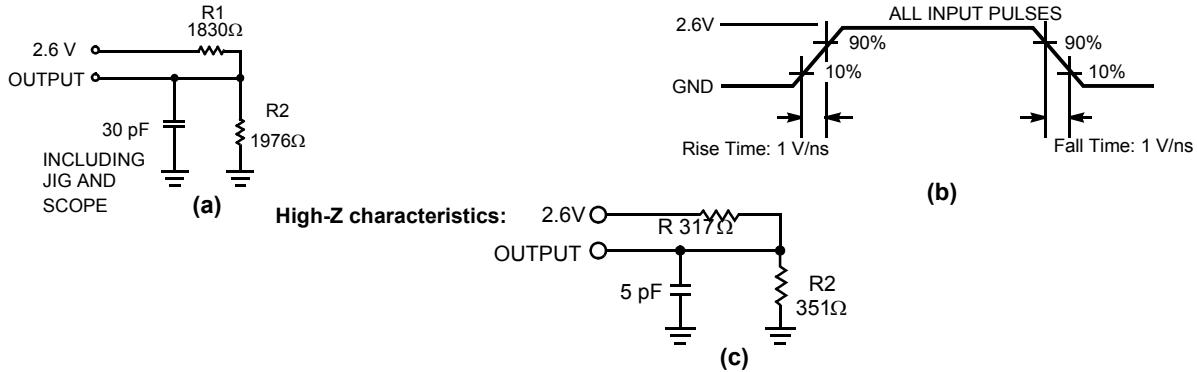 R1
1830Ω
2.6 V
OUTPUT
R2
1976Ω
30 pF
INCLUDING
JIG AND
SCOPE
(a)
ALL INPUT PULSES
2.6V
90%
10%
GND
90%
10%
Rise Time: 1 V/ns
Fall Time: 1 V/ns
(b)
High-Z characteristics:
2.6V
R 317Ω
OUTPUT
5 pF
R2
351Ω
(c)